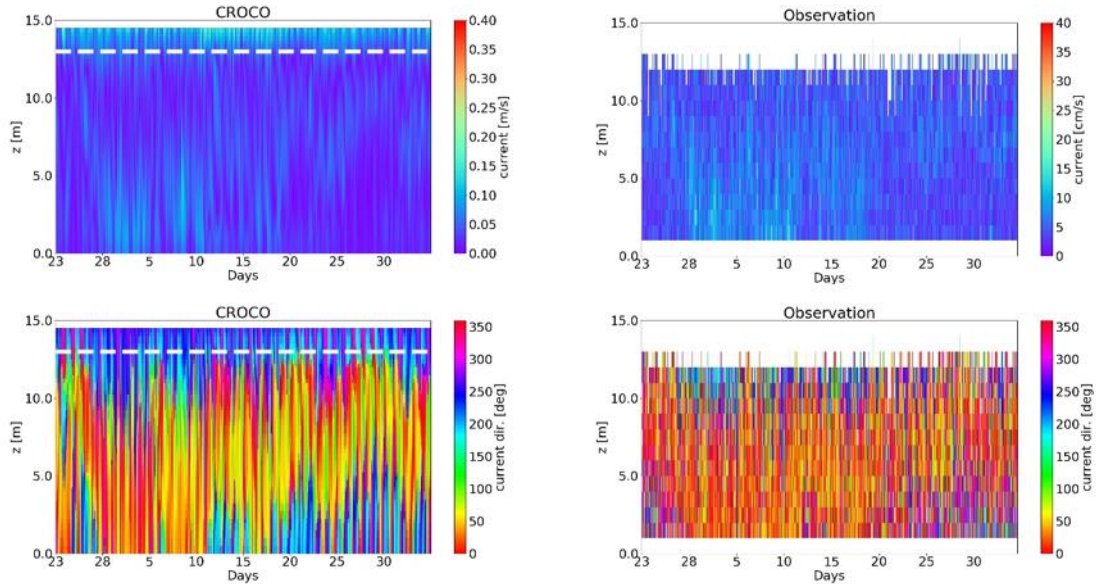 CROCO
15.0
10.0
5.0
0.0
z [m]
23 28 5 10 15 20 25 30
Days
0.40
0.35
0.30
0.25
0.20
0.15
0.10
0.05
0.00
current [m/s]
Observation
15.0
10.0
5.0
0.0
z [m]
23 28 5 10 15 20 25 30
Days
40
35
30
25
20
15
10
5
0
current [cm/s]
CROCO
15.0
10.0
5.0
0.0
z [m]
23 28 5 10 15 20 25 30
Days
350
300
250
200
150
100
50
0
current dir. [deg]
Observation
15.0
10.0
5.0
0.0
z [m]
23 28 5 10 15 20 25 30
Days
350
300
250
200
150
100
50
0
current dir. [deg]